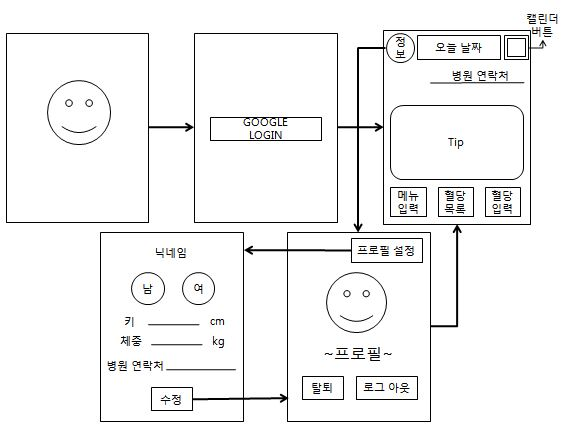 캘린더
버튼
정
보
오늘 날짜
병원 연락처
GOOGLE
LOGIN
Tip
메뉴
입력
혈당
목록
혈당
입력
닉네임
남
여
키 cm
체중 kg
병원 연락처
수정
프로필 설정
~프로필~
탈퇴
로그 아웃